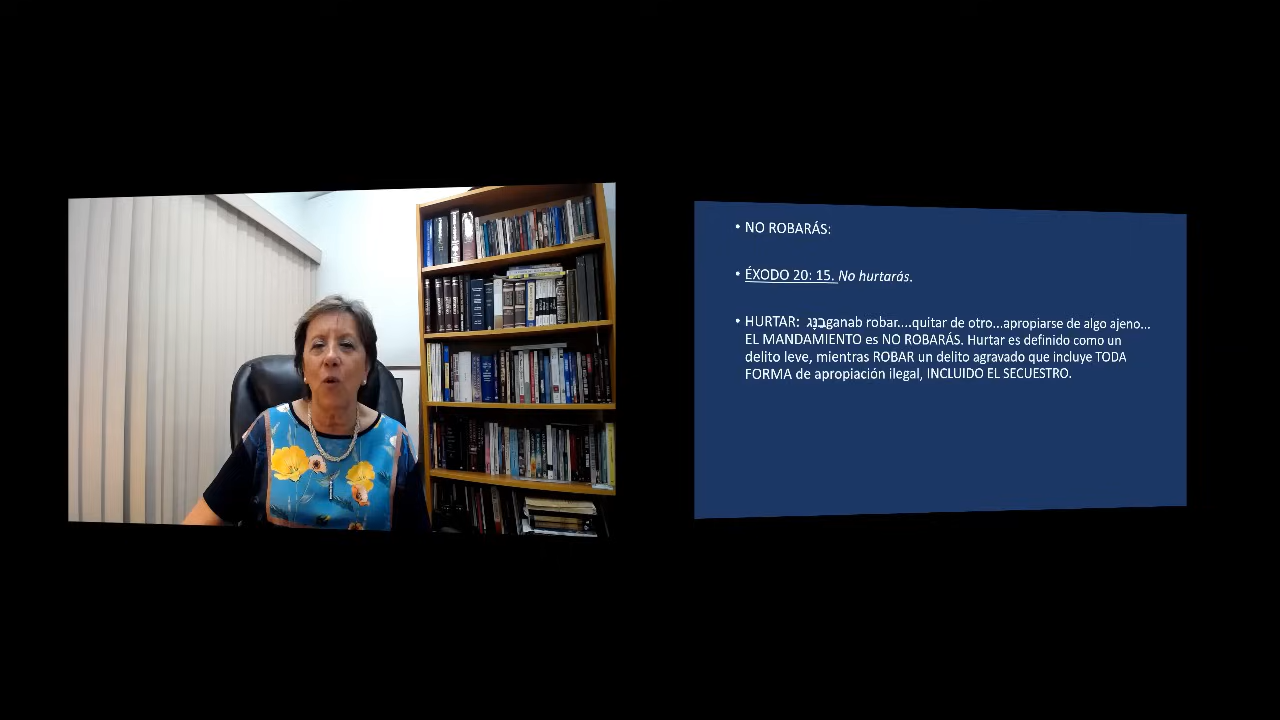 • NO ROBARÁS:
• ÉXODO 20: 15. No hurtarás.
• HURTAR: גָּנַב ganab robar....quitar de otro...apropiarse de algo ajeno...
EL MANDAMIENTO es NO ROBARÁS. Hurtar es definido como un
delito leve, mientras ROBAR un delito agravado que incluye TODA
FORMA de apropiación ilegal, INCLUIDO EL SECUESTRO.